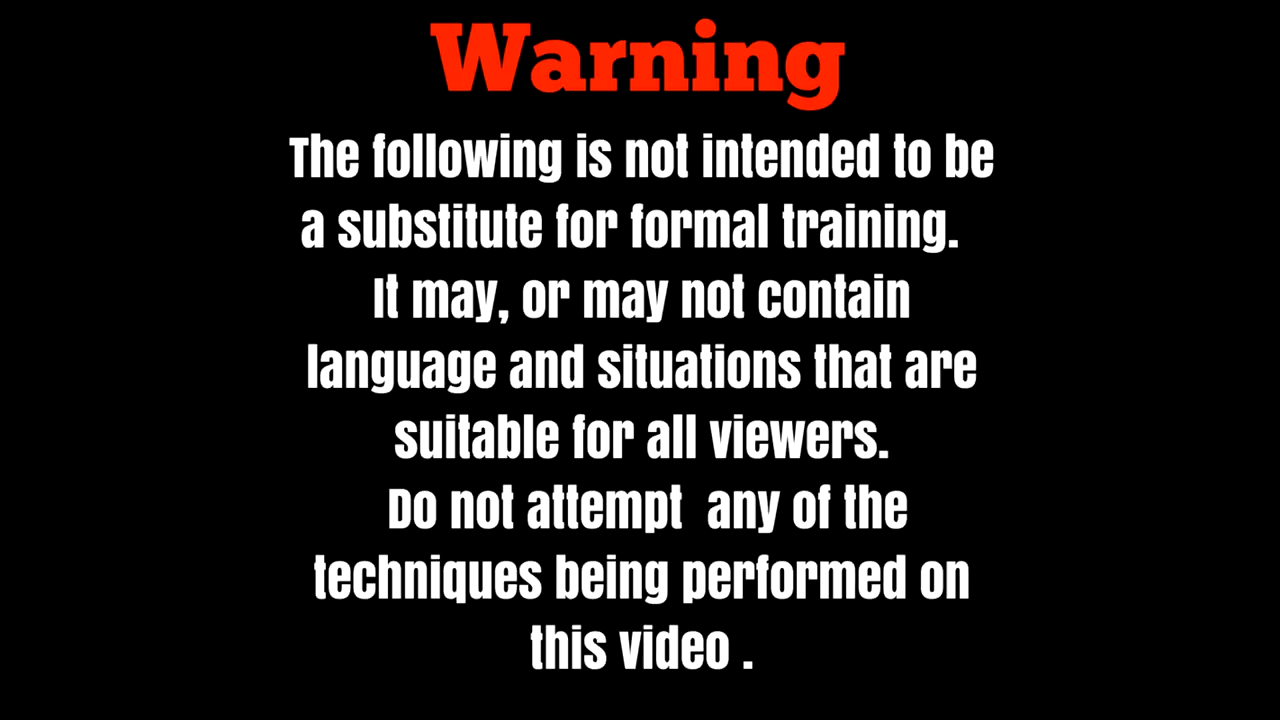 Warning
The following is not intended to be
a substitute for formal training.
It may, or may not contain
language and situations that are
suitable for all viewers.
Do not attempt  any of the
techniques being performed on
this video .